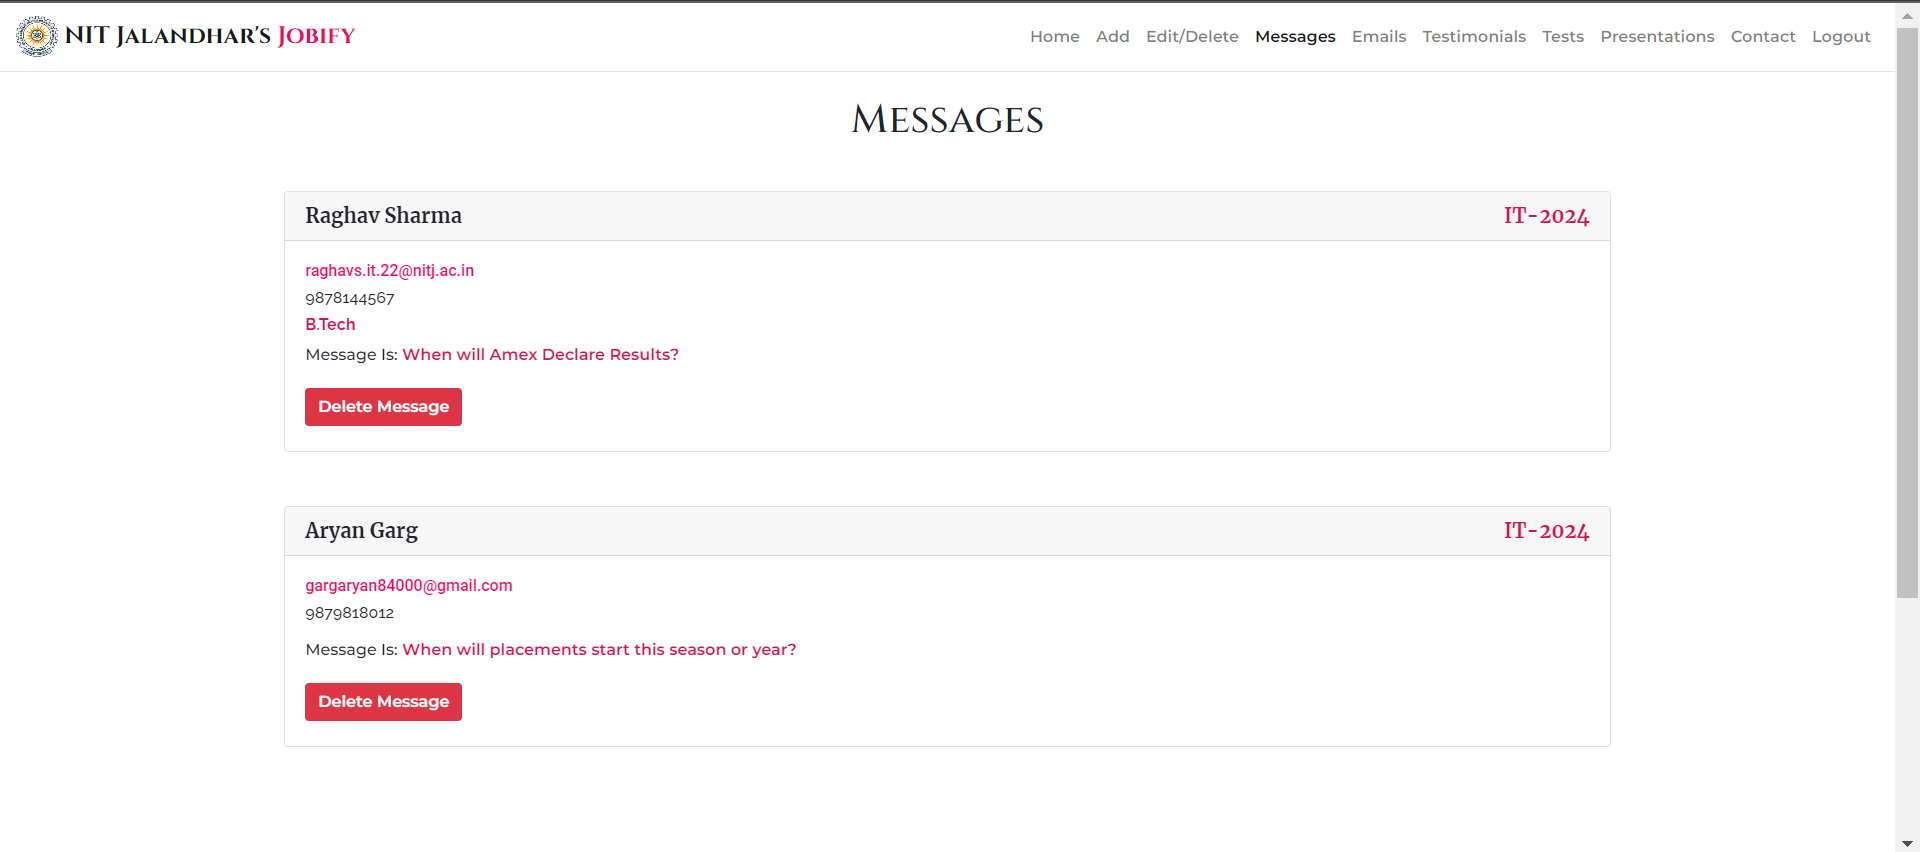 NIT Jalandhar's Jobify
Home Add Edit/Delete Messages Emails Testimonials Tests Presentations Contact Logout
Messages
Raghav Sharma IT-2024
raghavs.it.22@nitj.ac.in
9878144567
B.Tech
Message Is: When will Amex Declare Results?
Delete Message
Aryan Garg IT-2024
gargaryan84000@gmail.com
9879818012
Message Is: When will placements start this season or year?
Delete Message